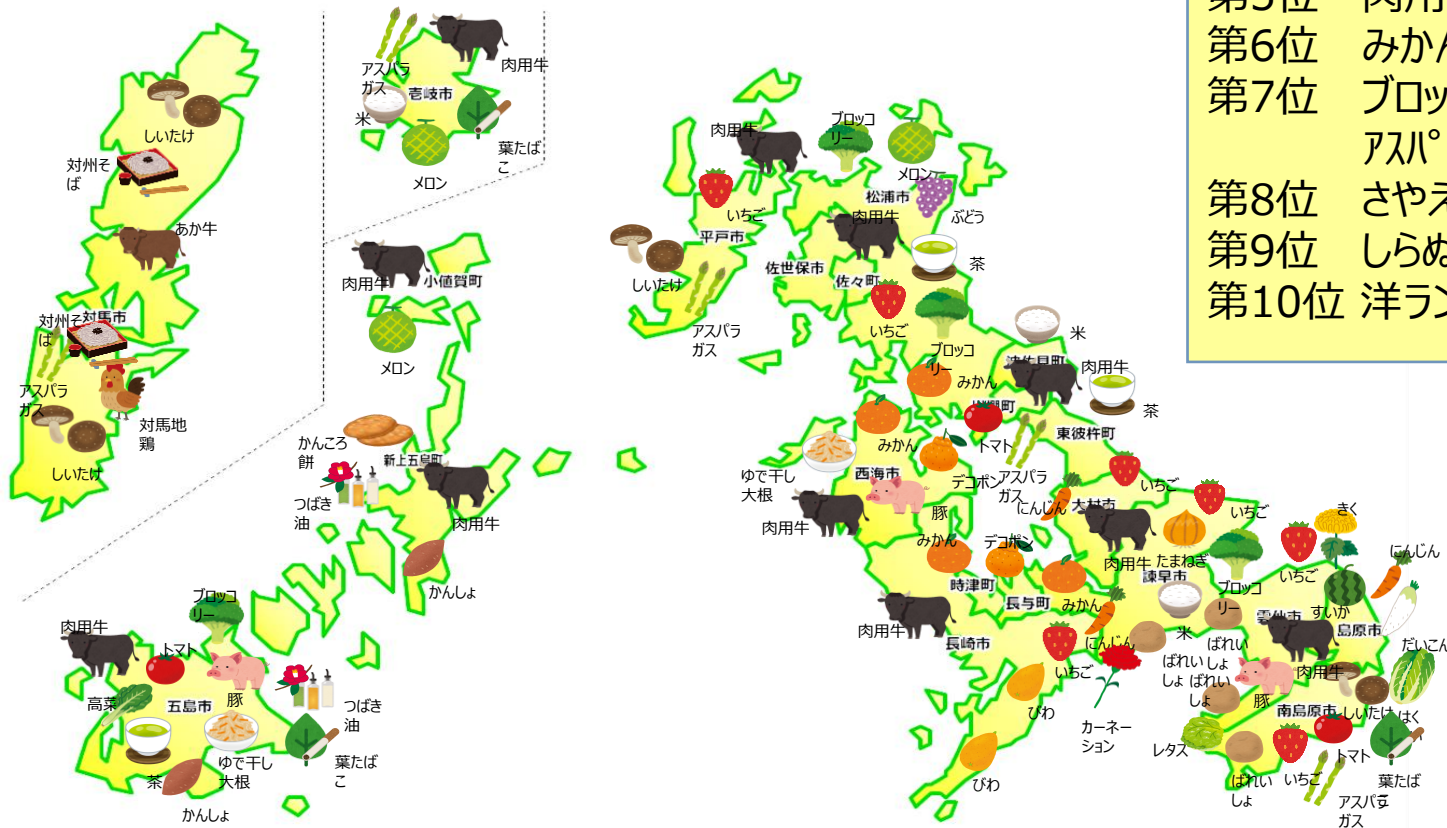 第6位 みかん
第7位 ブロッ
アスパ
第8位 さやえ
第9位 しらぬ
第10位 洋ラン
アスパラ
ガス
肉用牛
壱岐市
米
葉たば
こ
メロン
しいたけ
対州そ
ば
あか牛
対馬市
対州そ
ば
アスパラ
ガス
対馬地
鶏
しいたけ
肉用牛
小値賀町
メロン
かんころ
餅
新上五島町
つばき
油
肉用牛
かんしょ
ブロッコ
リー
肉用牛
トマト
豚
高菜
五島市
つばき
油
茶
ゆで干し
大根
葉たば
こ
かんしょ
肉用牛
ブロッコ
リー
メロン
松浦市
ぶどう
いちご
平戸市
肉用牛
茶
しいたけ
佐世保市
佐々町
アスパラ
ガス
いちご
ブロッコ
リー
米
みかん
肉用牛
茶
東彼杵町
みかん
トマト
デコポン
アスパラ
ガス
ゆで干し
大根
西海市
豚
肉用牛
にんじん
大村市
いちご
いちご
みかん
デコポン
肉用牛
たまねぎ
ブロッコ
リー
いちご
きく
にんじん
時津町
長与町
みかん
諫早市
米
すいか
島原市
だいこん
肉用牛
長崎市
いちご
にんじん
ばれい
しょ
ばれい
しょ
ばれい
しょ
雲仙市
肉用牛
豚
びわ
カーネー
ション
南島原市
しいたけ
はく
レタス
びわ
ばれい
しょ
いちご
トマト
アスパラ
ガス
葉たば
こ